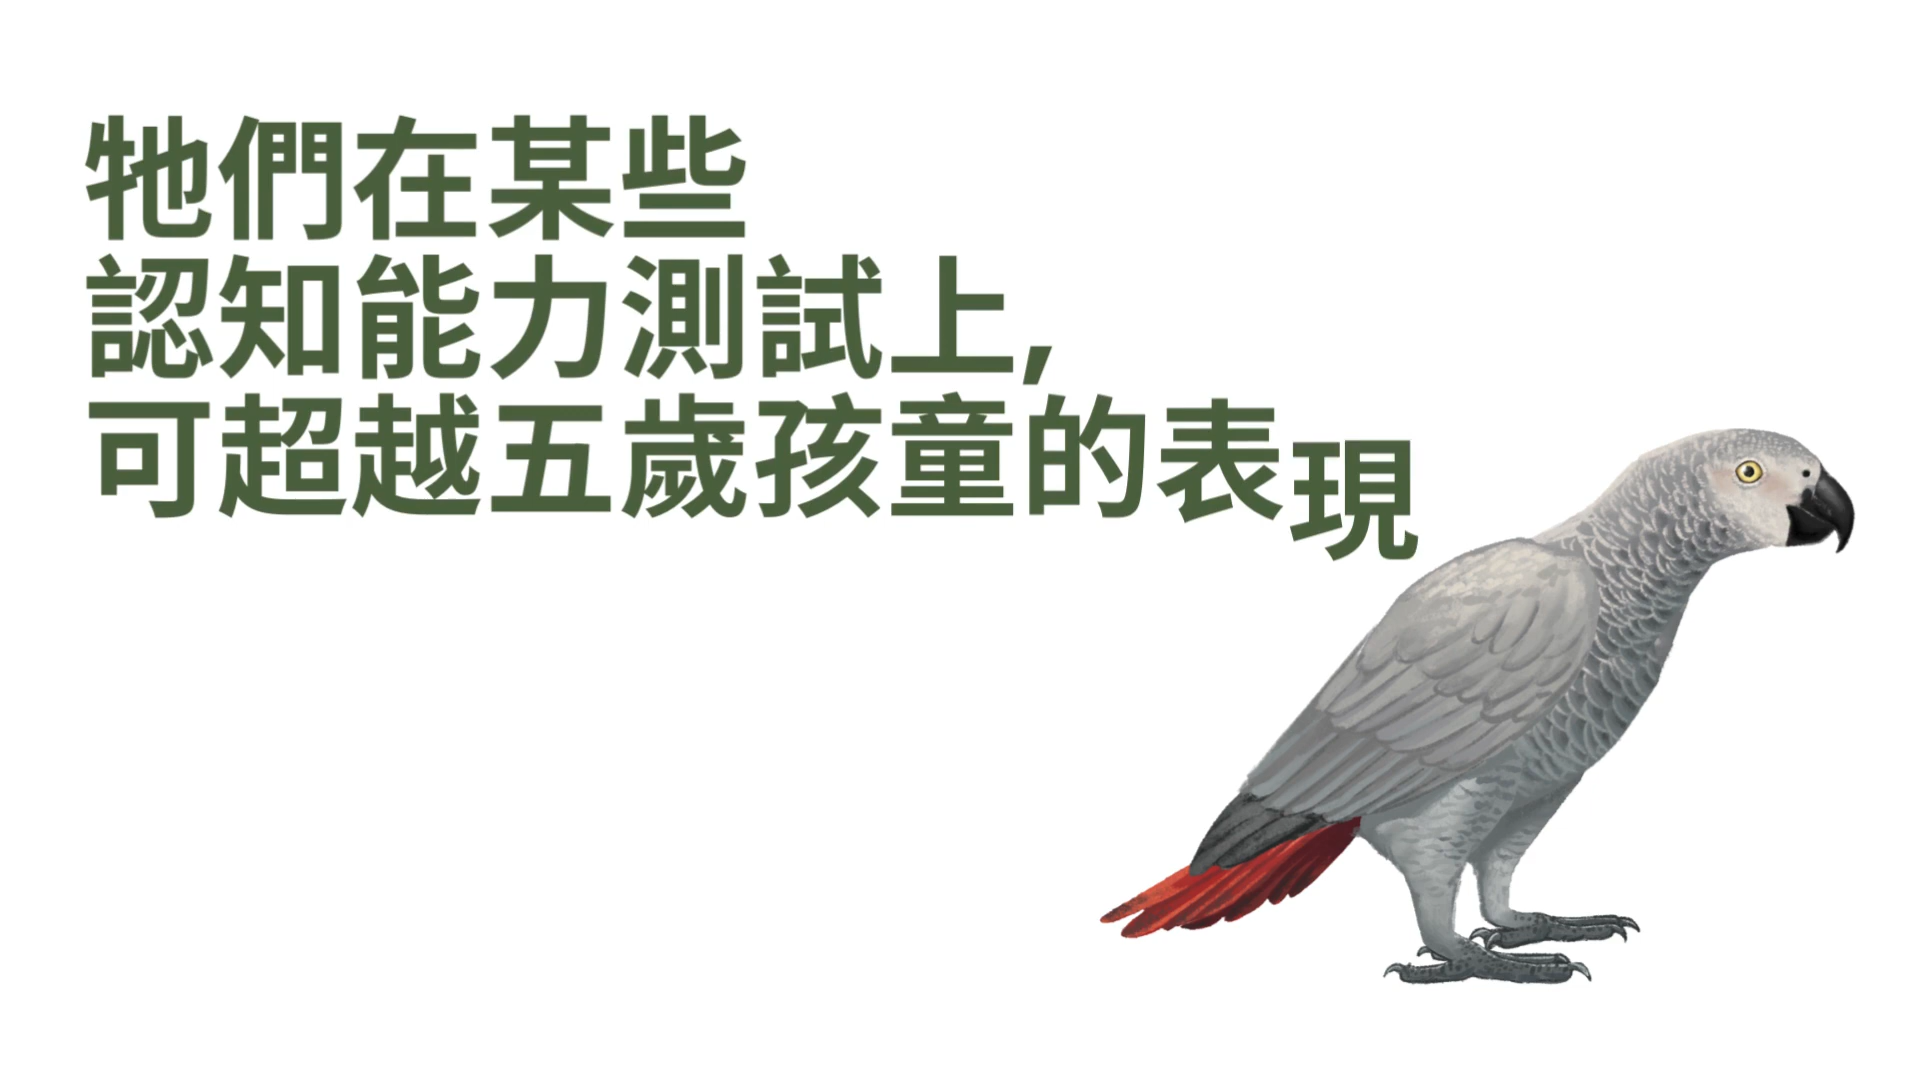 牠們在某些
認知能力測試上,
可超越五歲孩童的表現